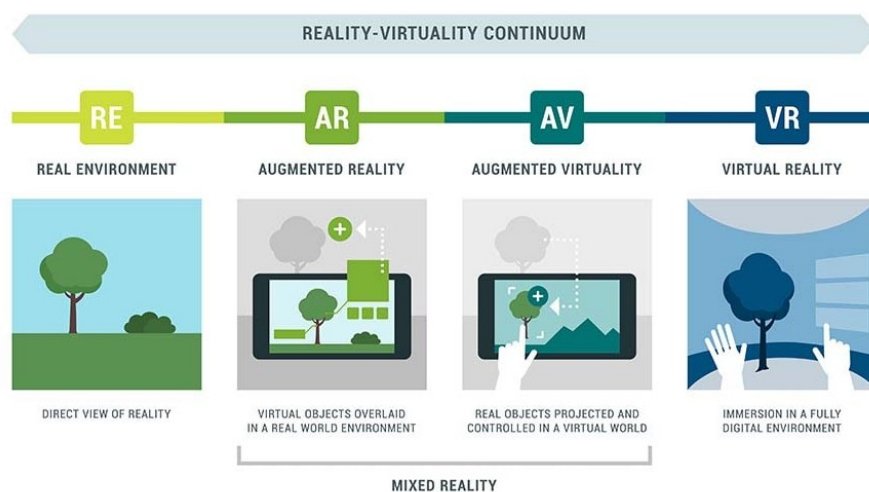 REALITY-VIRTUALITY CONTINUUM
RE
AR
AV
VR
REAL ENVIRONMENT
AUGMENTED REALITY
AUGMENTED VIRTUALITY
VIRTUAL REALITY
DIRECT VIEW OF REALITY
VIRTUAL OBJECTS OVERLAID
IN A REAL WORLD ENVIRONMENT
REAL OBJECTS PROJECTED AND
CONTROLLED IN A VIRTUAL WORLD
IMMERSION IN A FULLY
DIGITAL ENVIRONMENT
MIXED REALITY